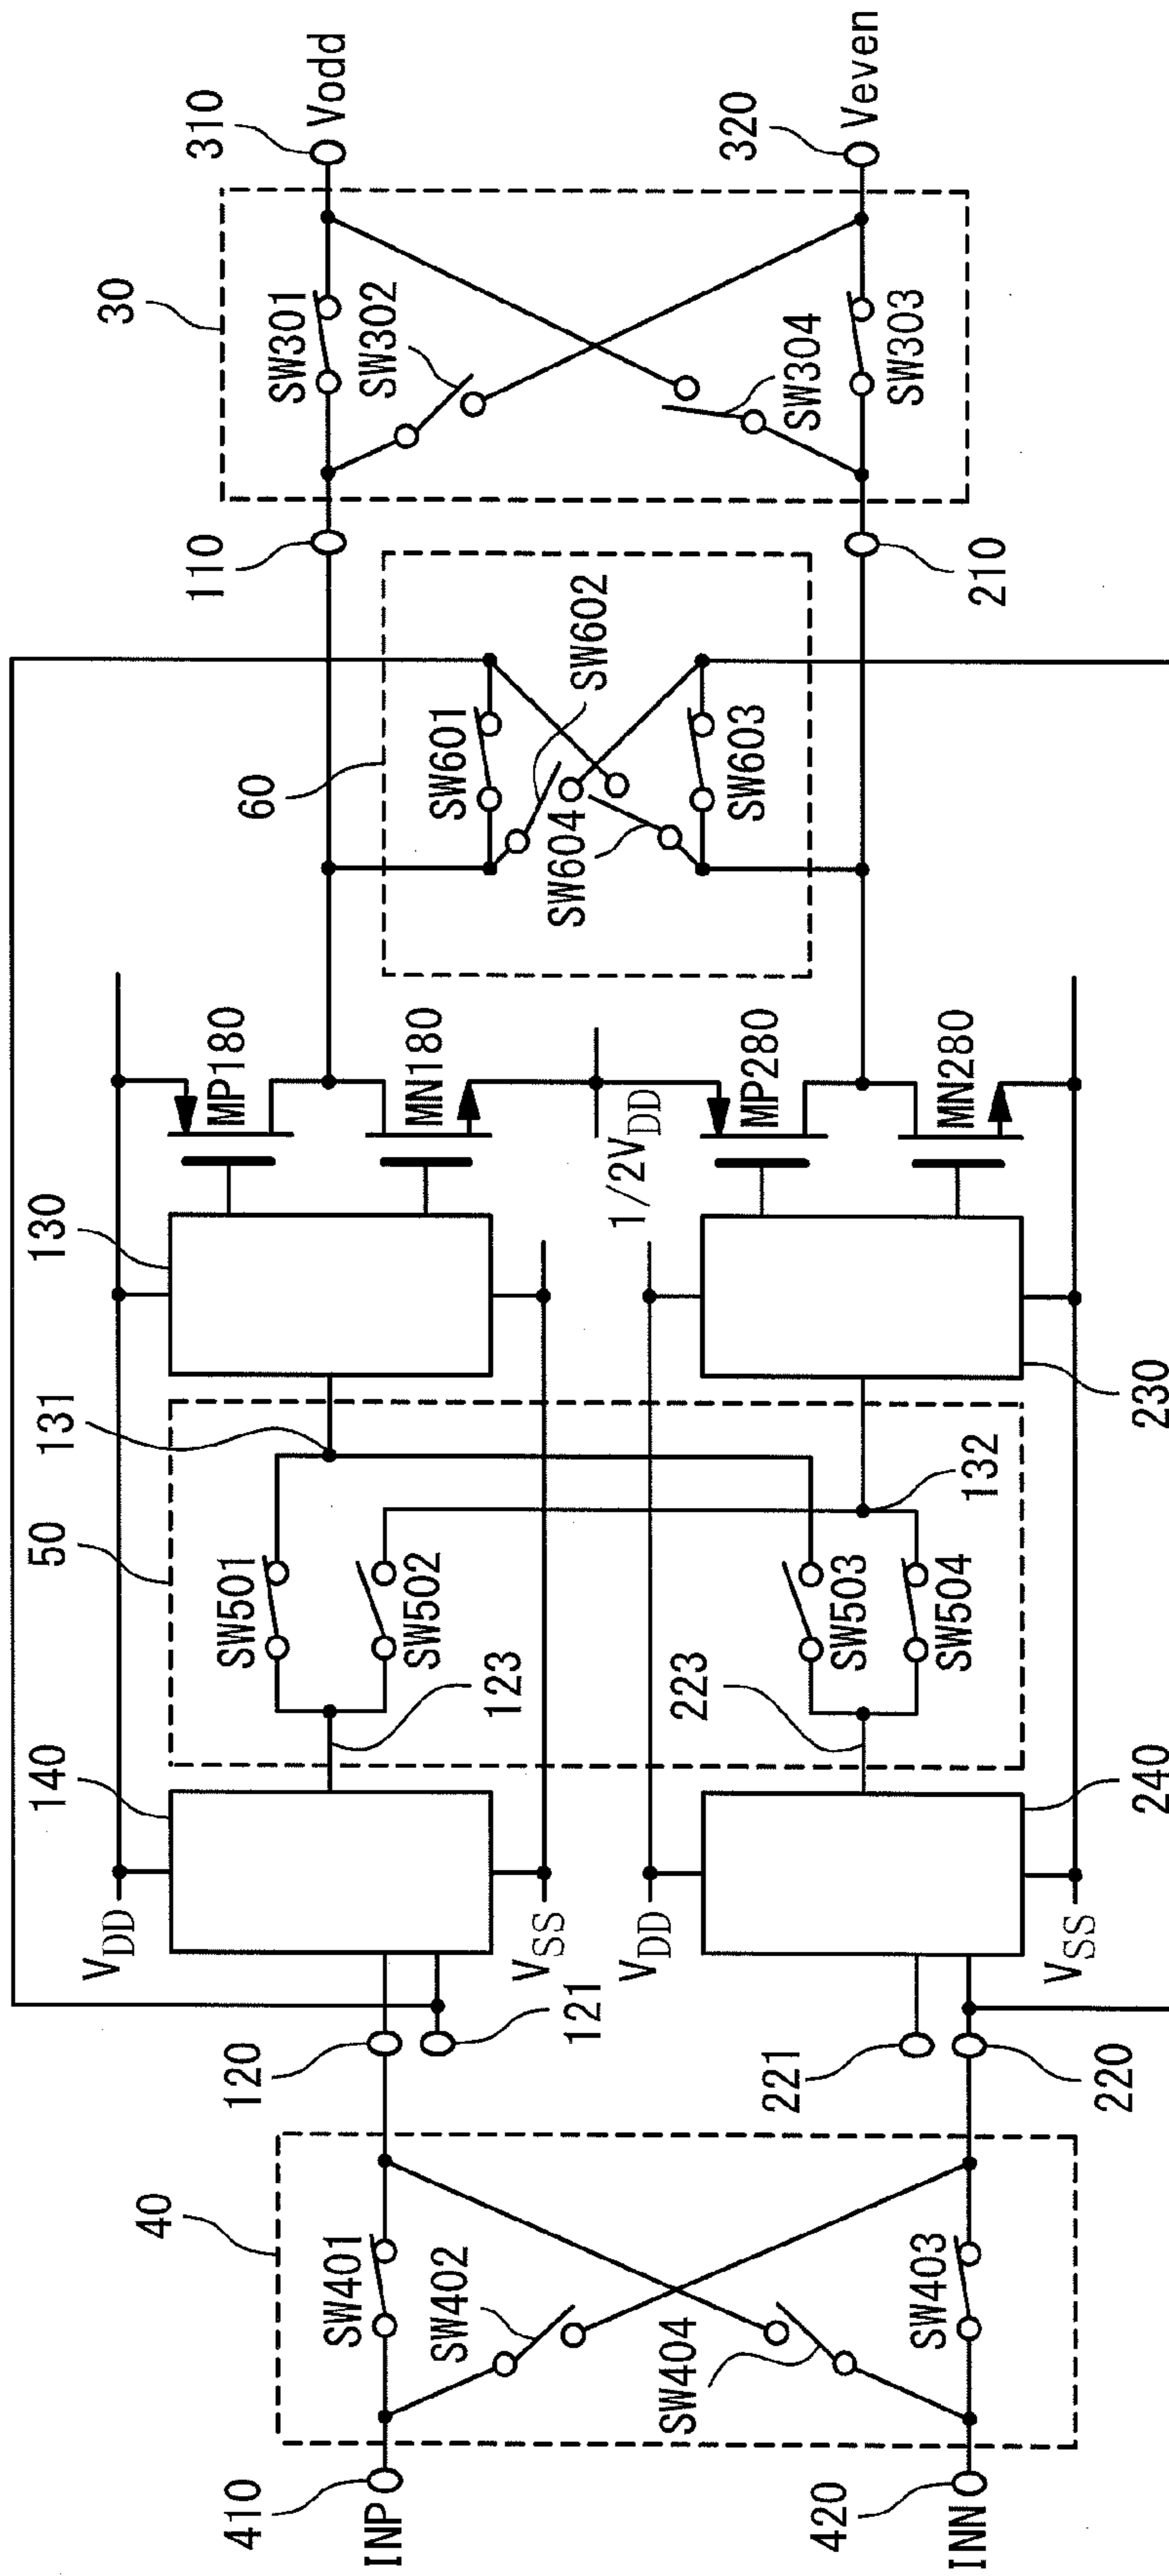 410
INP
40
SW401
SW402
SW404
SW403
420
INN
120
121
221
220
VDD
140
VSS
VDD
240
VSS
50
131
SW501
SW502
123
223
SW503
SW504
132
130
230
MP180
MN180
1/2VDD
MP280
MN280
60
SW601
SW602
SW604
SW603
110
210
30
SW301
SW302
SW304
SW303
310
Vodd
320
Veven